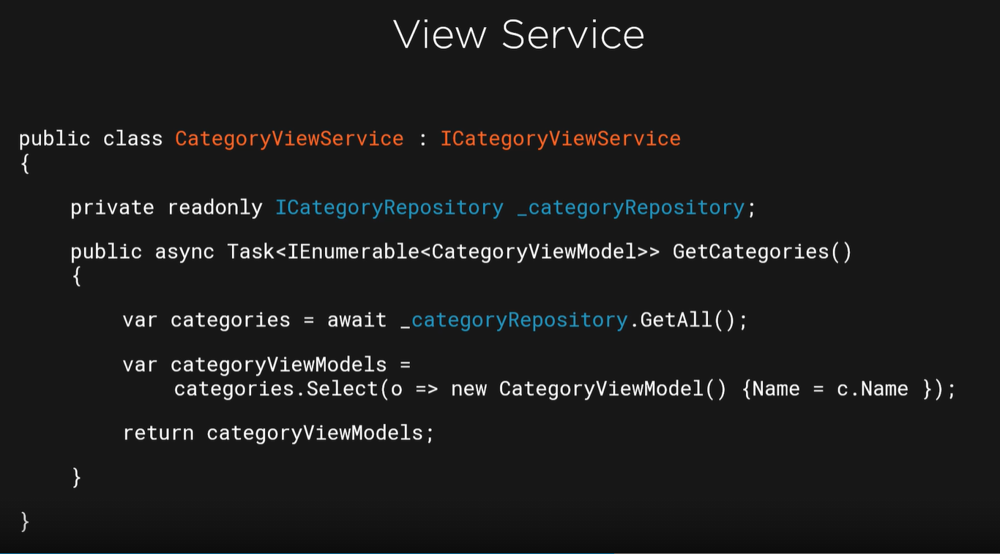 View Service
public class CategoryViewService : ICategoryViewService
{
private readonly ICategoryRepository _categoryRepository;
public async Task<IEnumerable<CategoryViewModel>> GetCategories()
{
var categories = await _categoryRepository.GetAll();
var categoryViewModels =
categories.Select(o => new CategoryViewModel() {Name = c.Name });
return categoryViewModels;
}
}